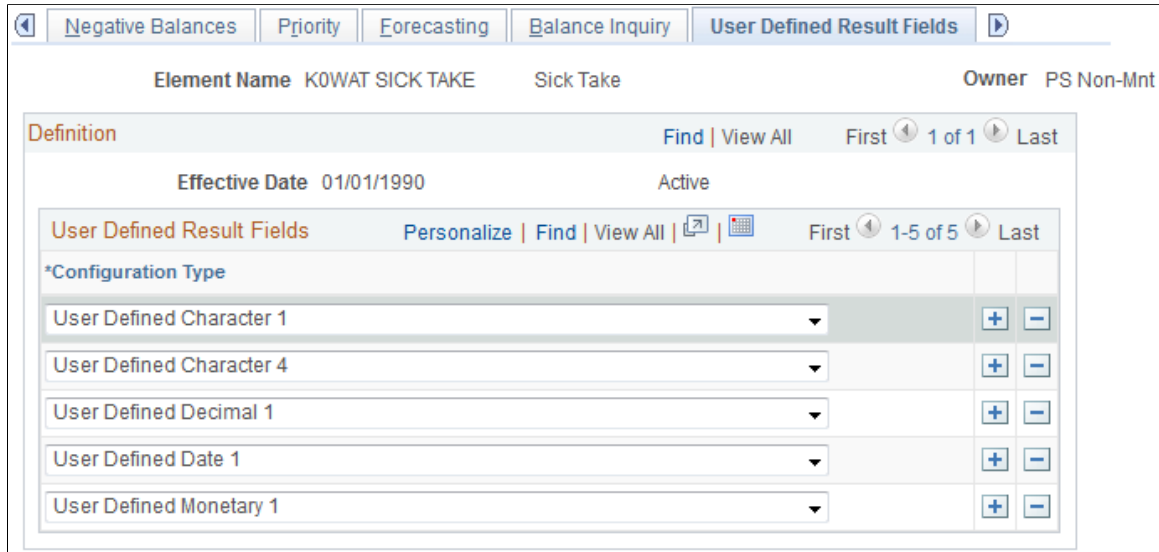 Negative Balances Priority Forecasting Balance Inquiry User Defined Result Fields
Element Name K0WAT SICK TAKE Sick Take Owner PS Non-Mnt
Definition Find | View All First 1 of 1 Last
Effective Date 01/01/1990 Active
User Defined Result Fields Personalize | Find | View All | | First 1-5 of 5 Last
*Configuration Type
User Defined Character 1
User Defined Character 4
User Defined Decimal 1
User Defined Date 1
User Defined Monetary 1